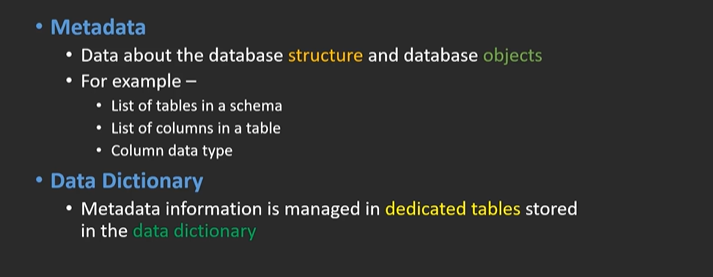 • Metadata
• Data about the database structure and database objects
• For example –
• List of tables in a schema
• List of columns in a table
• Column data type
• Data Dictionary
• Metadata information is managed in dedicated tables stored
in the data dictionary